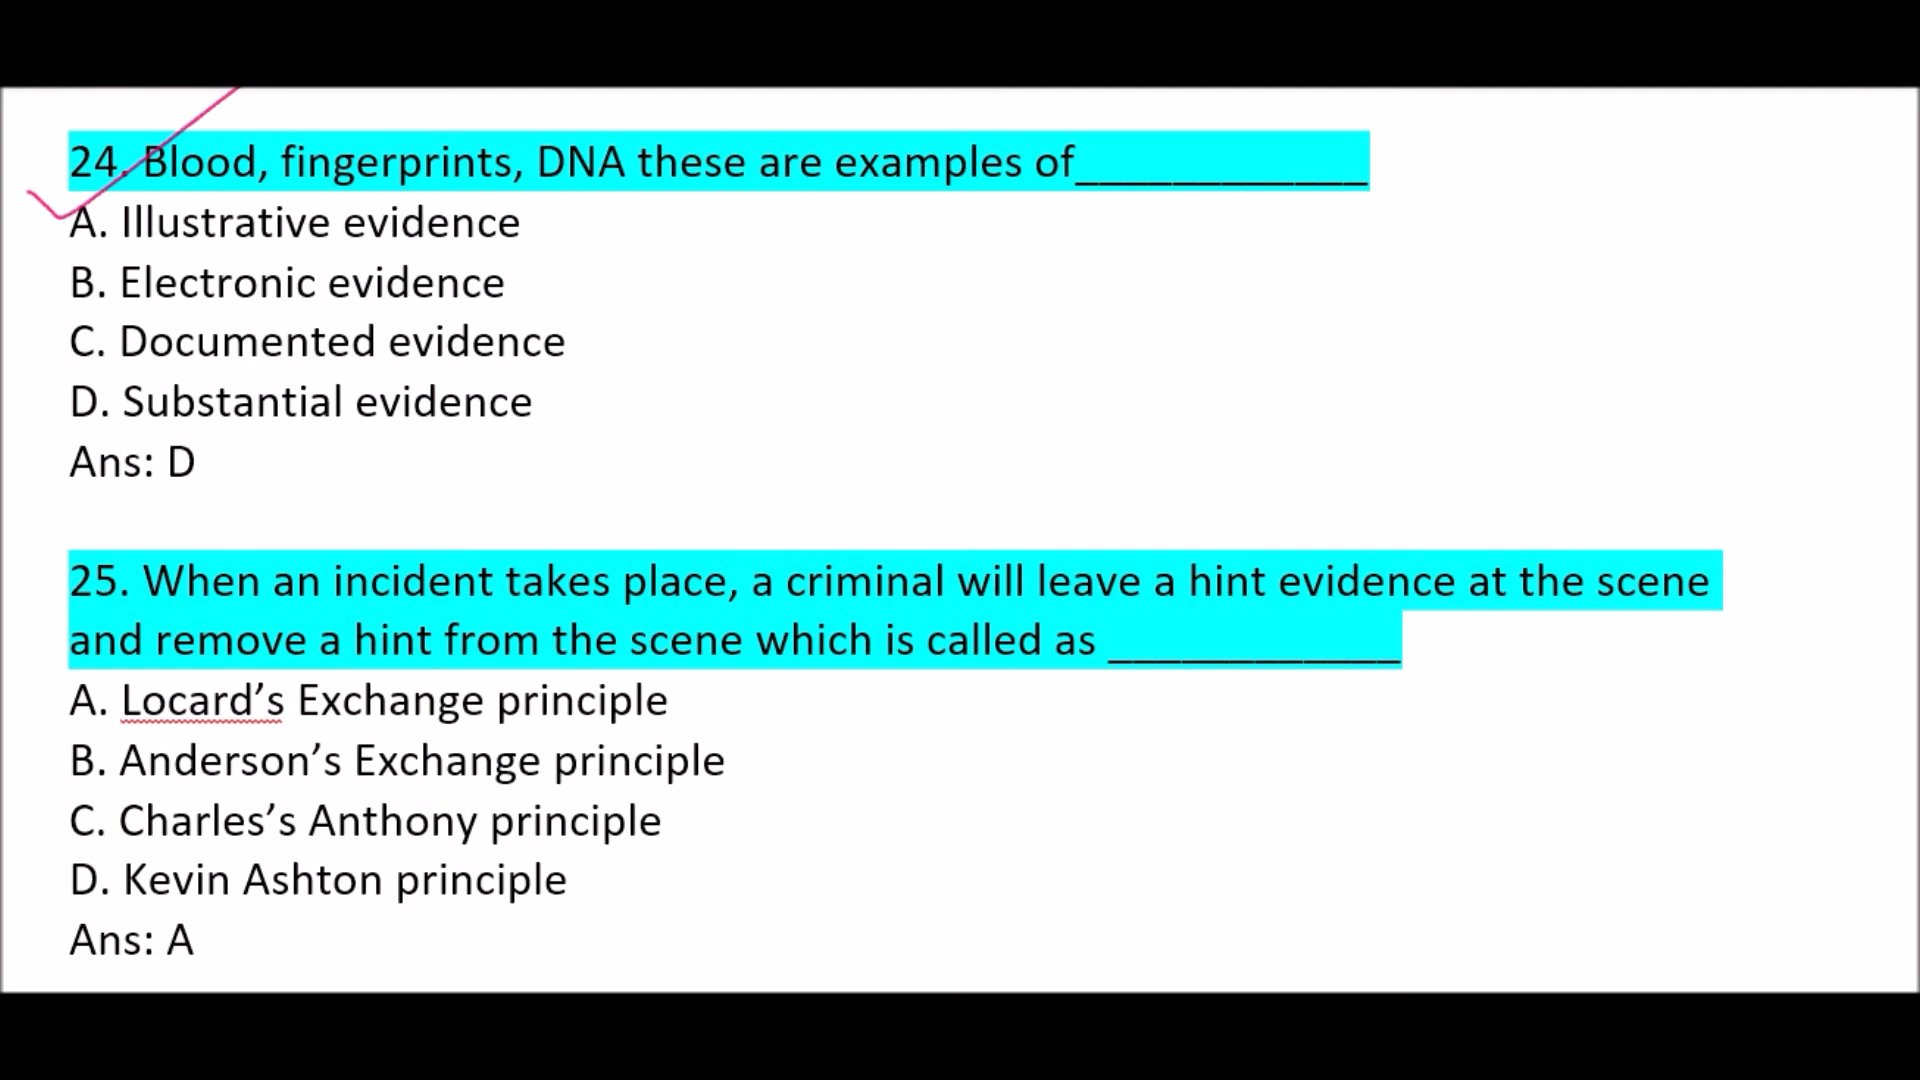 24. Blood, fingerprints, DNA these are examples of____________
A. Illustrative evidence
B. Electronic evidence
C. Documented evidence
D. Substantial evidence
Ans: D
25. When an incident takes place, a criminal will leave a hint evidence at the scene
and remove a hint from the scene which is called as ____________
A. Locard’s Exchange principle
B. Anderson’s Exchange principle
C. Charles’s Anthony principle
D. Kevin Ashton principle
Ans: A